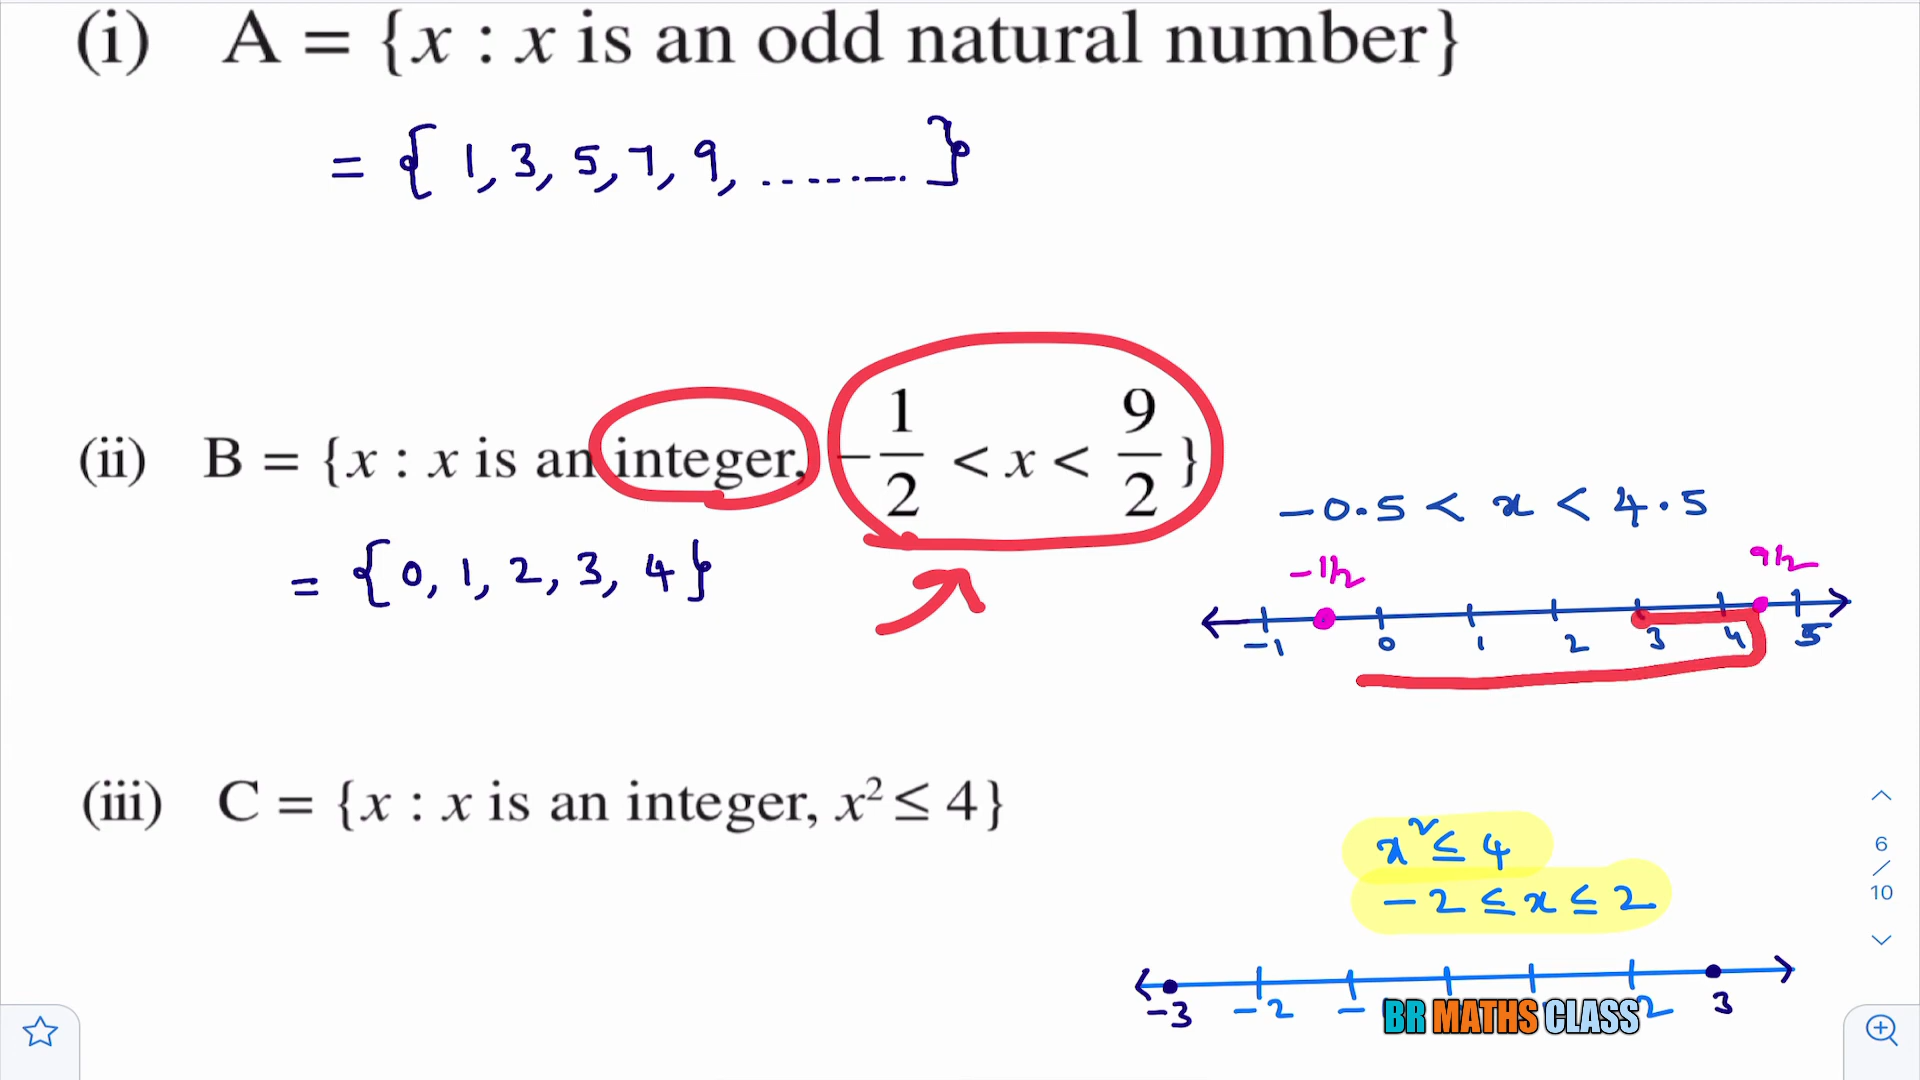 (i) A = {x : x is an odd natural number}
= { 1, 3, 5, 7, 9, ......... }
(ii) B = {x : x is an integer, -1/2 < x < 9/2}
-0.5 < x < 4.5
= {0, 1, 2, 3, 4}
-1/2 9/2
-1 0 1 2 3 4 5
(iii) C = {x : x is an integer, x² ≤ 4}
x² ≤ 4
-2 ≤ x ≤ 2
6
/
10
-3 -2 - 2 3
BR MATHS CLASS